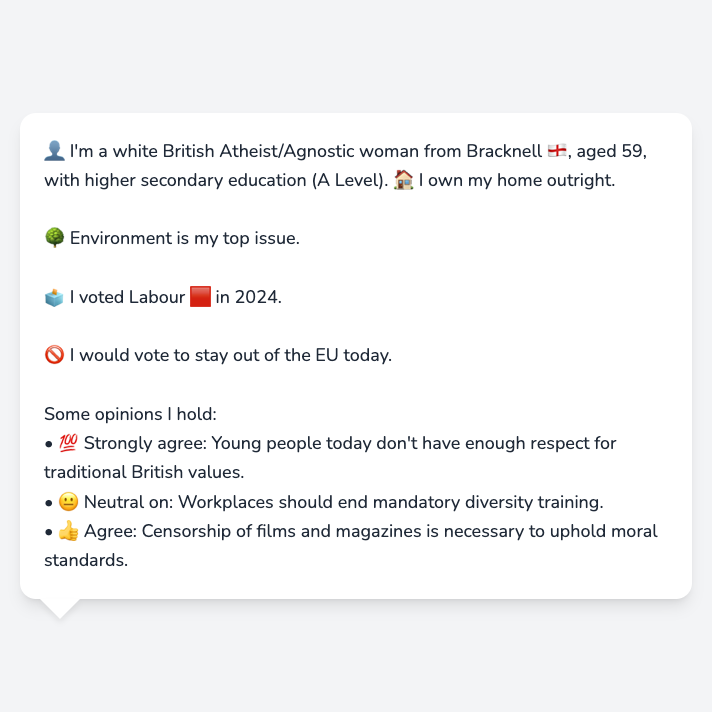 👤 I'm a white British Atheist/Agnostic woman from Bracknell 🏴󠁧󠁢󠁥󠁮󠁧󠁿, aged 59,
with higher secondary education (A Level). 🏠 I own my home outright.
🌳 Environment is my top issue.
🗳️ I voted Labour 🟥 in 2024.
🚫 I would vote to stay out of the EU today.
Some opinions I hold:
• 💯 Strongly agree: Young people today don't have enough respect for
traditional British values.
• 😐 Neutral on: Workplaces should end mandatory diversity training.
• 👍 Agree: Censorship of films and magazines is necessary to uphold moral
standards.